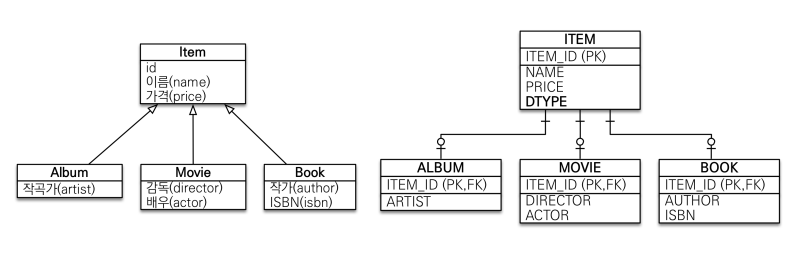 Item
id
이름(name)
가격(price)
Album
작곡가(artist)
Movie
감독(director)
배우(actor)
Book
작가(author)
ISBN(isbn)
ITEM
ITEM_ID (PK)
NAME
PRICE
DTYPE
ALBUM
ITEM_ID (PK,FK)
ARTIST
MOVIE
ITEM_ID (PK,FK)
DIRECTOR
ACTOR
BOOK
ITEM_ID (PK,FK)
AUTHOR
ISBN